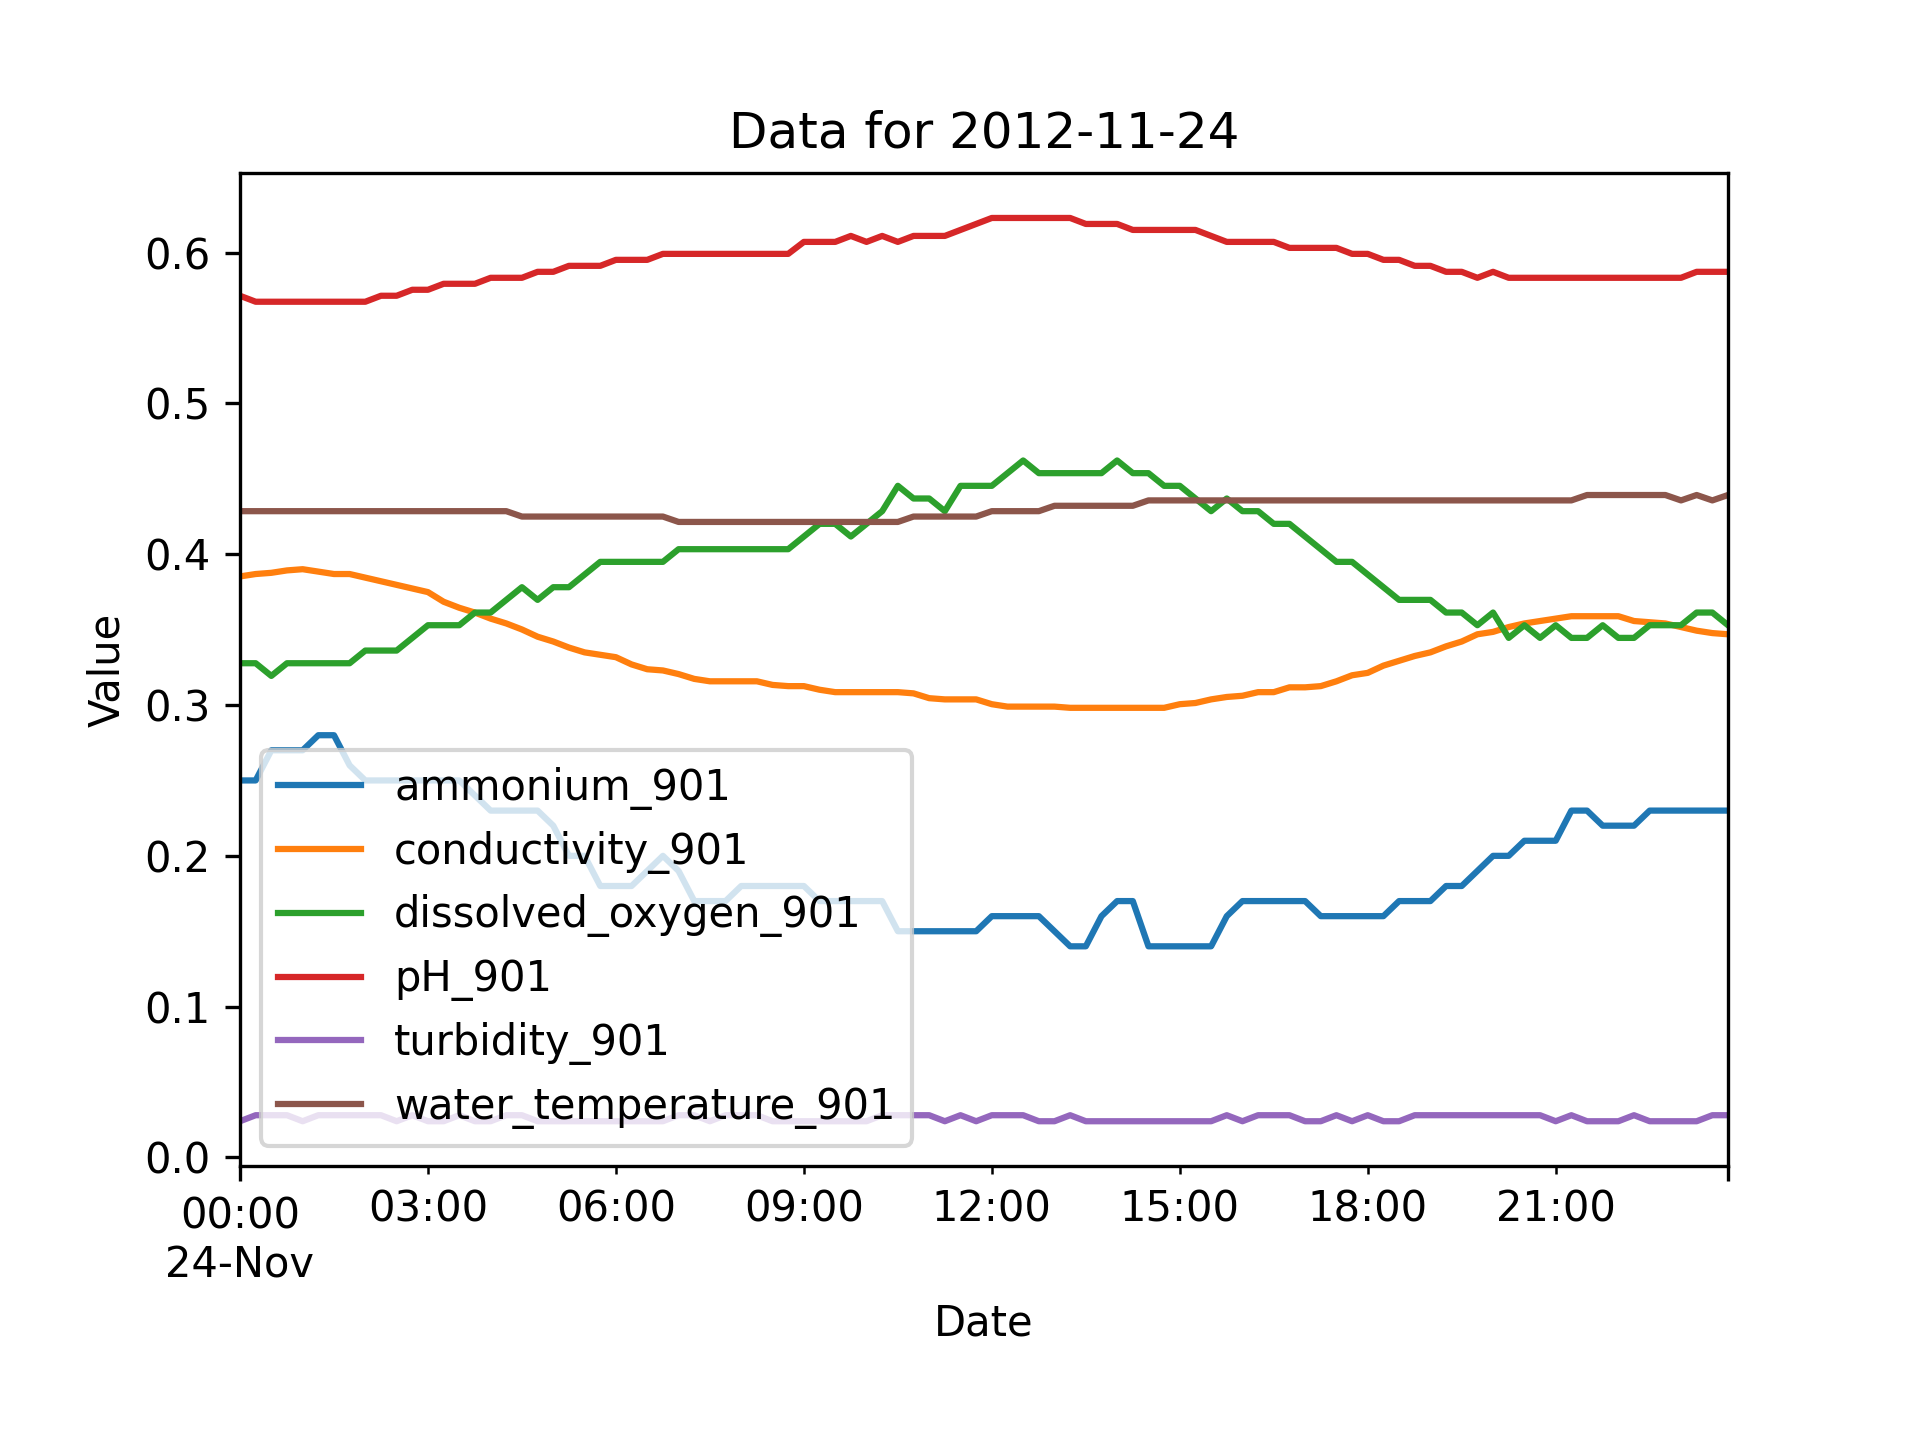 Data for 2012-11-24
Value
0.6
0.5
0.4
0.3
0.2
0.1
0.0
ammonium_901
conductivity_901
dissolved_oxygen_901
pH_901
turbidity_901
water_temperature_901
00:00 03:00 06:00 09:00 12:00 15:00 18:00 21:00
24-Nov
Date